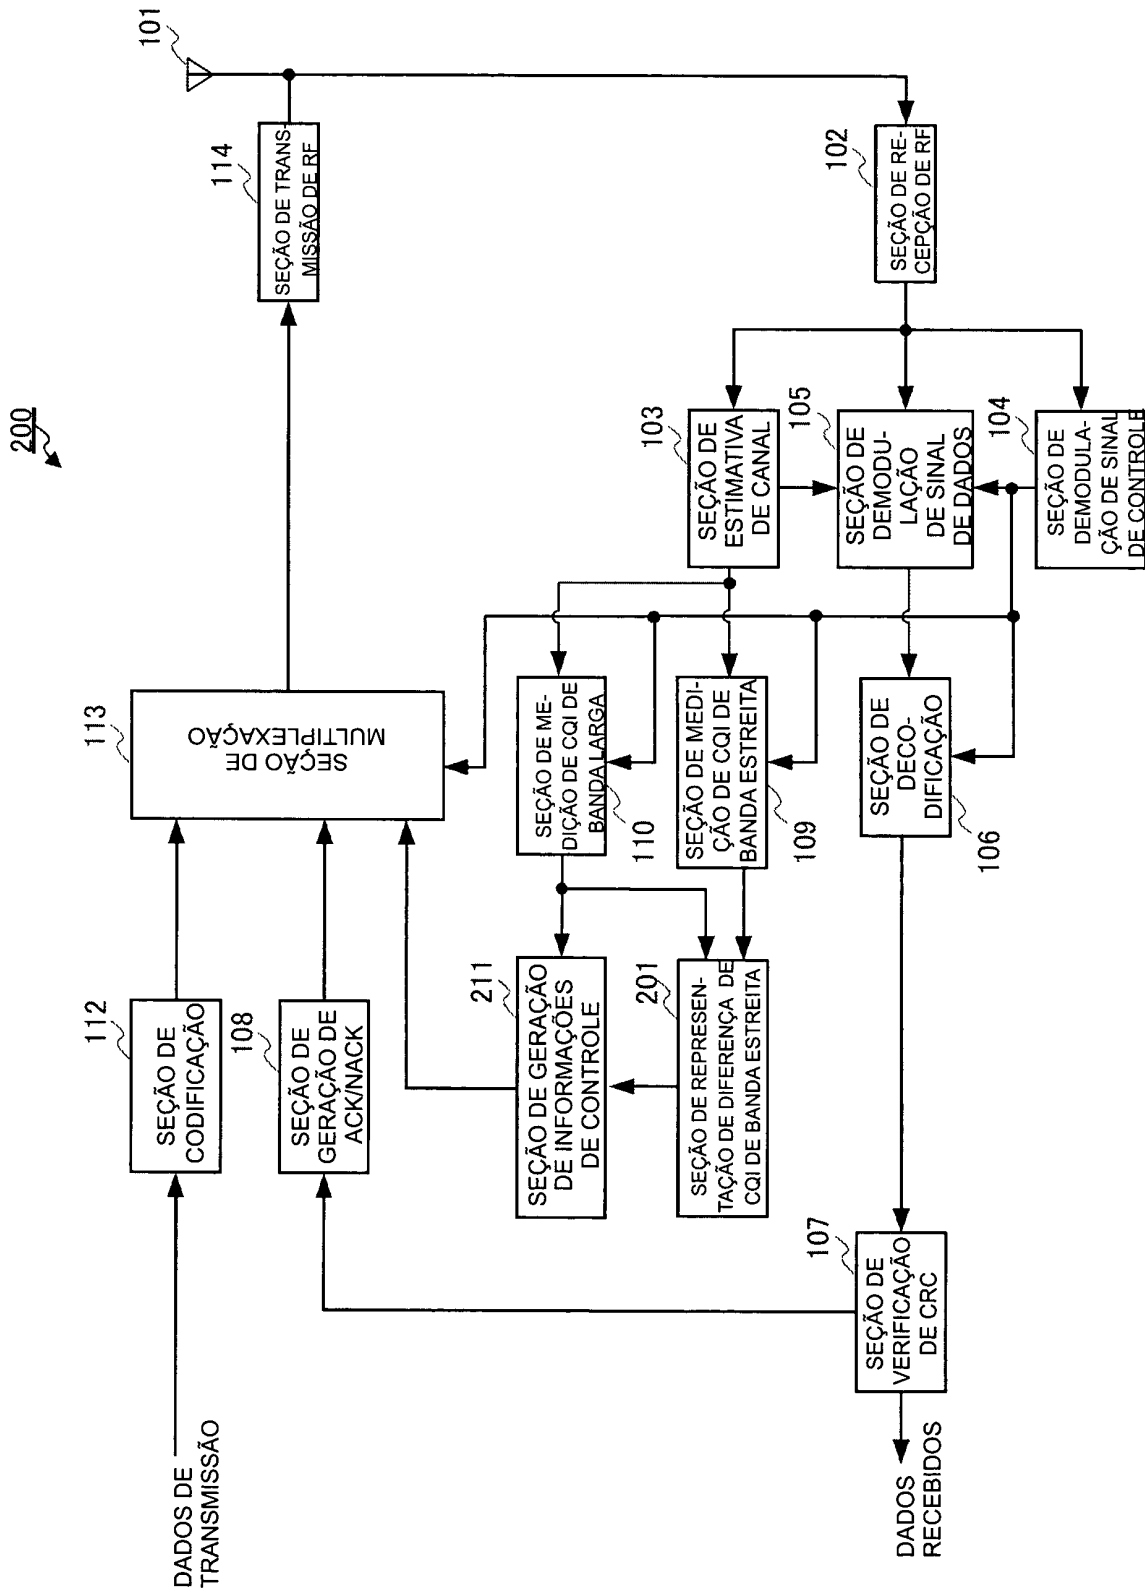 200
101
114
SEÇÃO DE TRANS-
MISSÃO DE RF
102
SEÇÃO DE RE-
CEPÇÃO DE RF
113
SEÇÃO DE
MULTIPLEXAÇÃO
103
SEÇÃO DE
ESTIMATIVA
DE CANAL
105
SEÇÃO DE
DEMODU-
LAÇÃO
DE SINAL
DE DADOS
104
SEÇÃO DE
DEMODULA-
ÇÃO DE SINAL
DE CONTROLE
SEÇÃO DE ME-
DIÇÃO DE CQI DE
BANDA LARGA
110
SEÇÃO DE MEDI-
ÇÃO DE CQI DE
BANDA ESTREITA
109
SEÇÃO DE
DECO-
DIFICAÇÃO
106
112
SEÇÃO DE
CODIFICAÇÃO
108
SEÇÃO DE
GERAÇÃO DE
ACK/NACK
211
SEÇÃO DE GERAÇÃO
DE INFORMAÇÕES
DE CONTROLE
201
SEÇÃO DE REPRESEN-
TAÇÃO DE DIFERENÇA DE
CQI DE BANDA ESTREITA
107
SEÇÃO DE
VERIFICAÇÃO
DE CRC
DADOS DE
TRANSMISSÃO
DADOS
RECEBIDOS